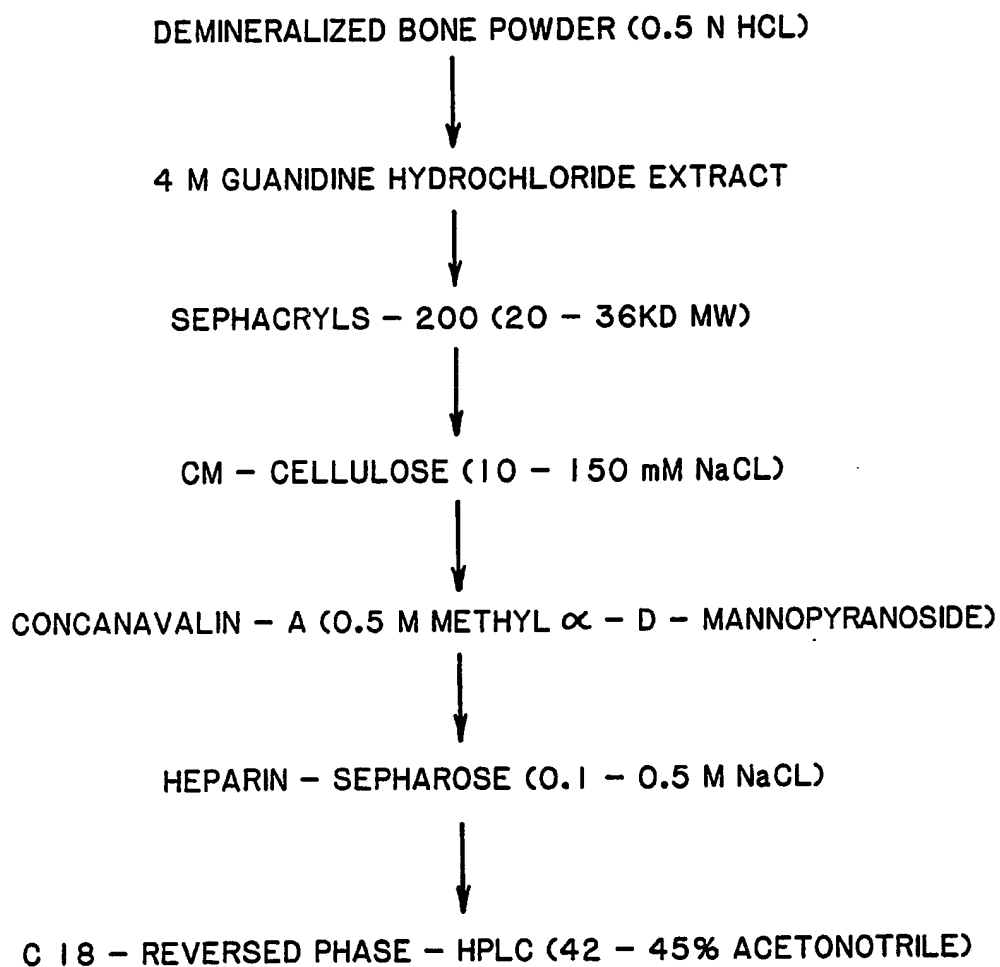 DEMINERALIZED BONE POWDER (0.5 N HCL)
4 M GUANIDINE HYDROCHLORIDE EXTRACT
SEPHACRYLS – 200 (20 – 36KD MW)
CM – CELLULOSE (10 – 150 mM NaCL)
CONCANAVALIN – A (0.5 M METHYL ∝ – D – MANNOPYRANOSIDE)
HEPARIN – SEPHAROSE (0.1 – 0.5 M NaCL)
C 18 – REVERSED PHASE – HPLC (42 – 45% ACETONOTRILE)